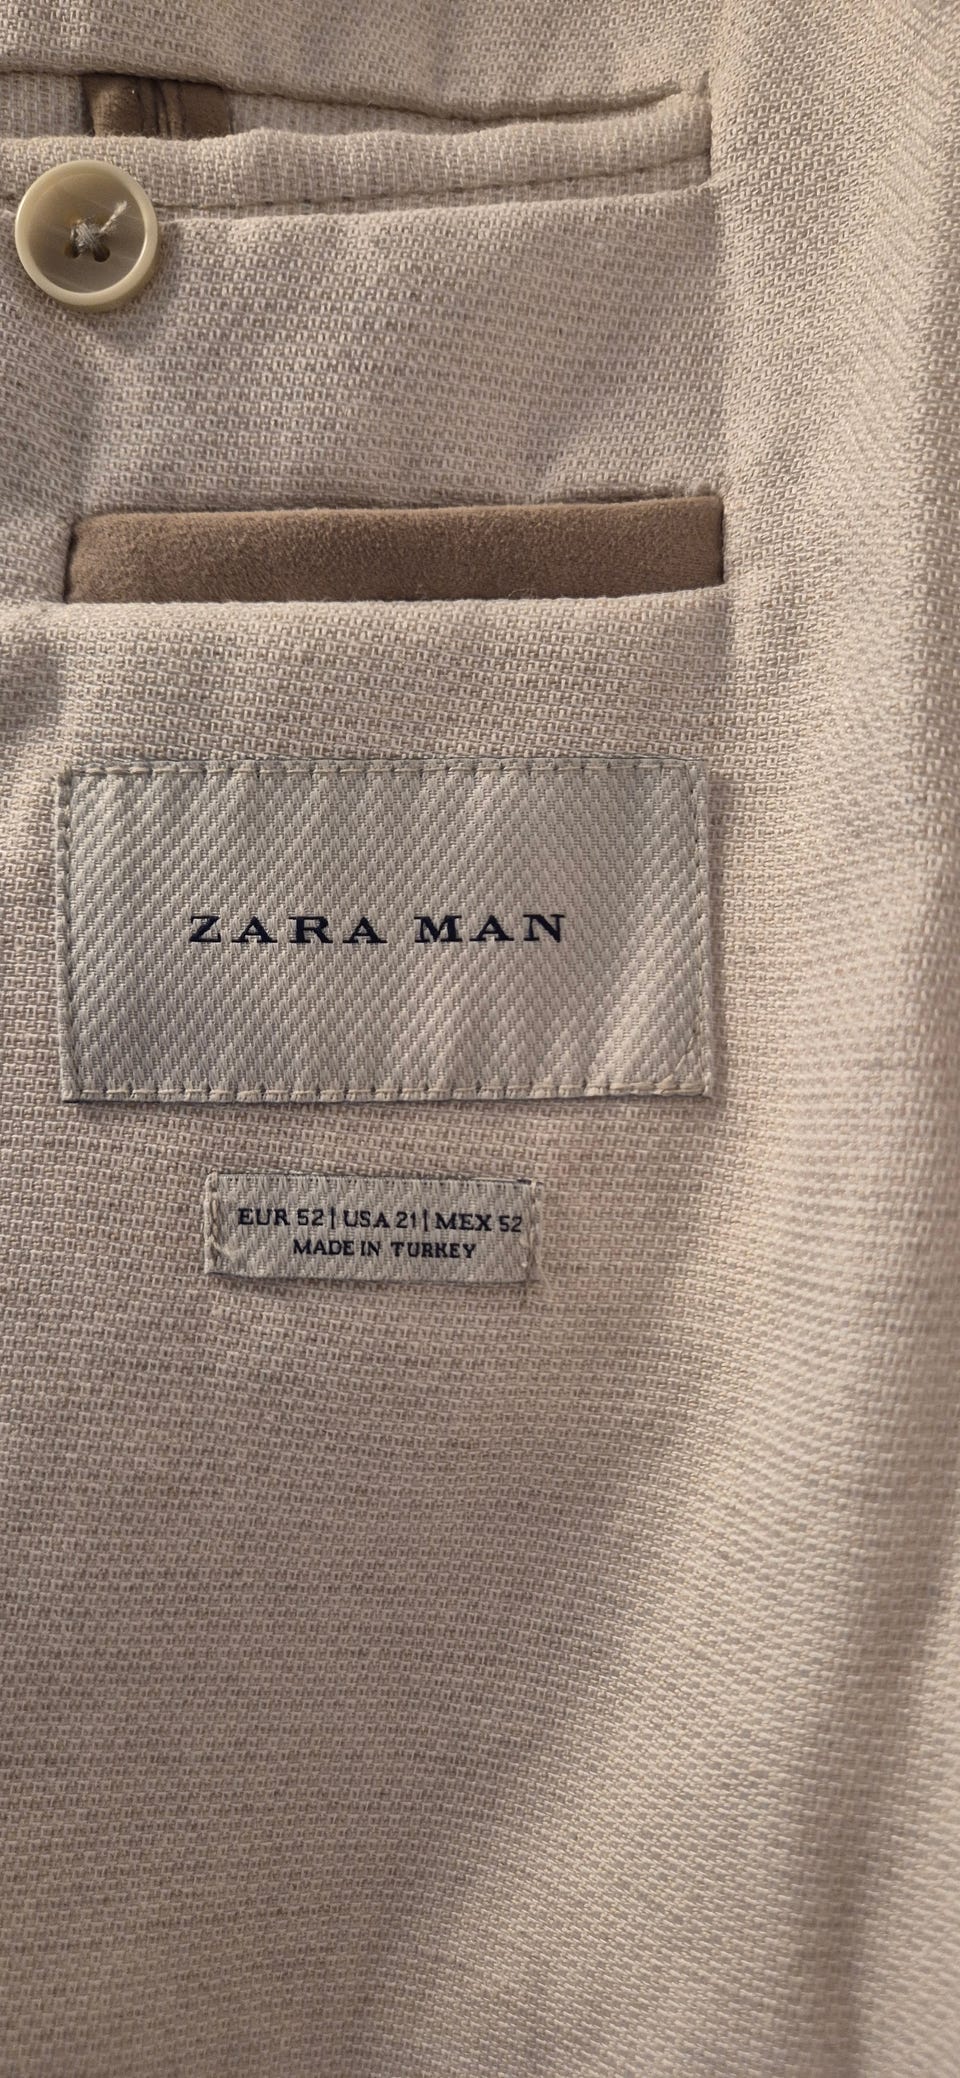 ZARA MAN
EUR 52 | USA 21 | MEX 52
MADE IN TURKEY